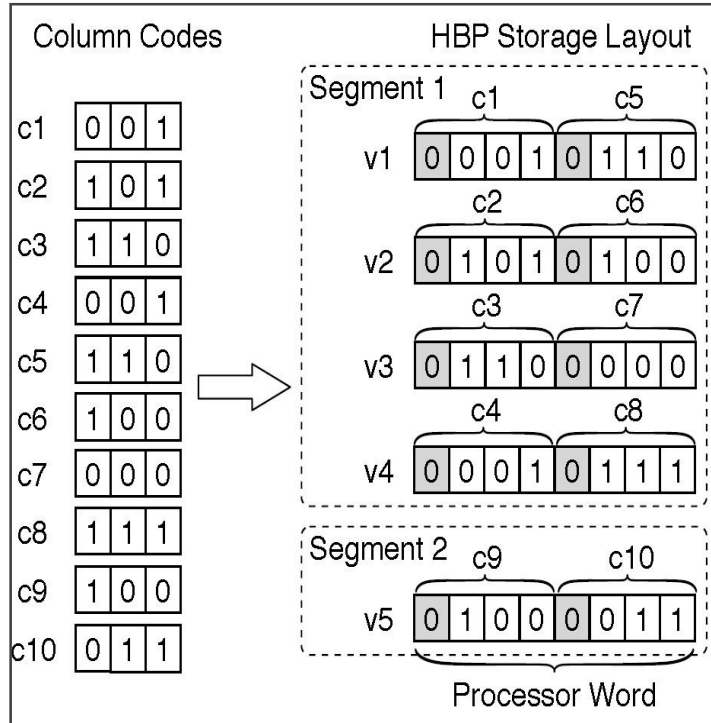 Column Codes
c1 0 0 1
c2 1 0 1
c3 1 1 0
c4 0 0 1
c5 1 1 0
c6 1 0 0
c7 0 0 0
c8 1 1 1
c9 1 0 0
c10 0 1 1
HBP Storage Layout
Segment 1
c1 c5
v1 0 0 0 1 0 1 1 0
c2 c6
v2 0 1 0 1 0 1 0 0
c3 c7
v3 0 1 1 0 0 0 0 0
c4 c8
v4 0 0 0 1 0 1 1 1
Segment 2
c9 c10
v5 0 1 0 0 0 0 1 1
Processor Word